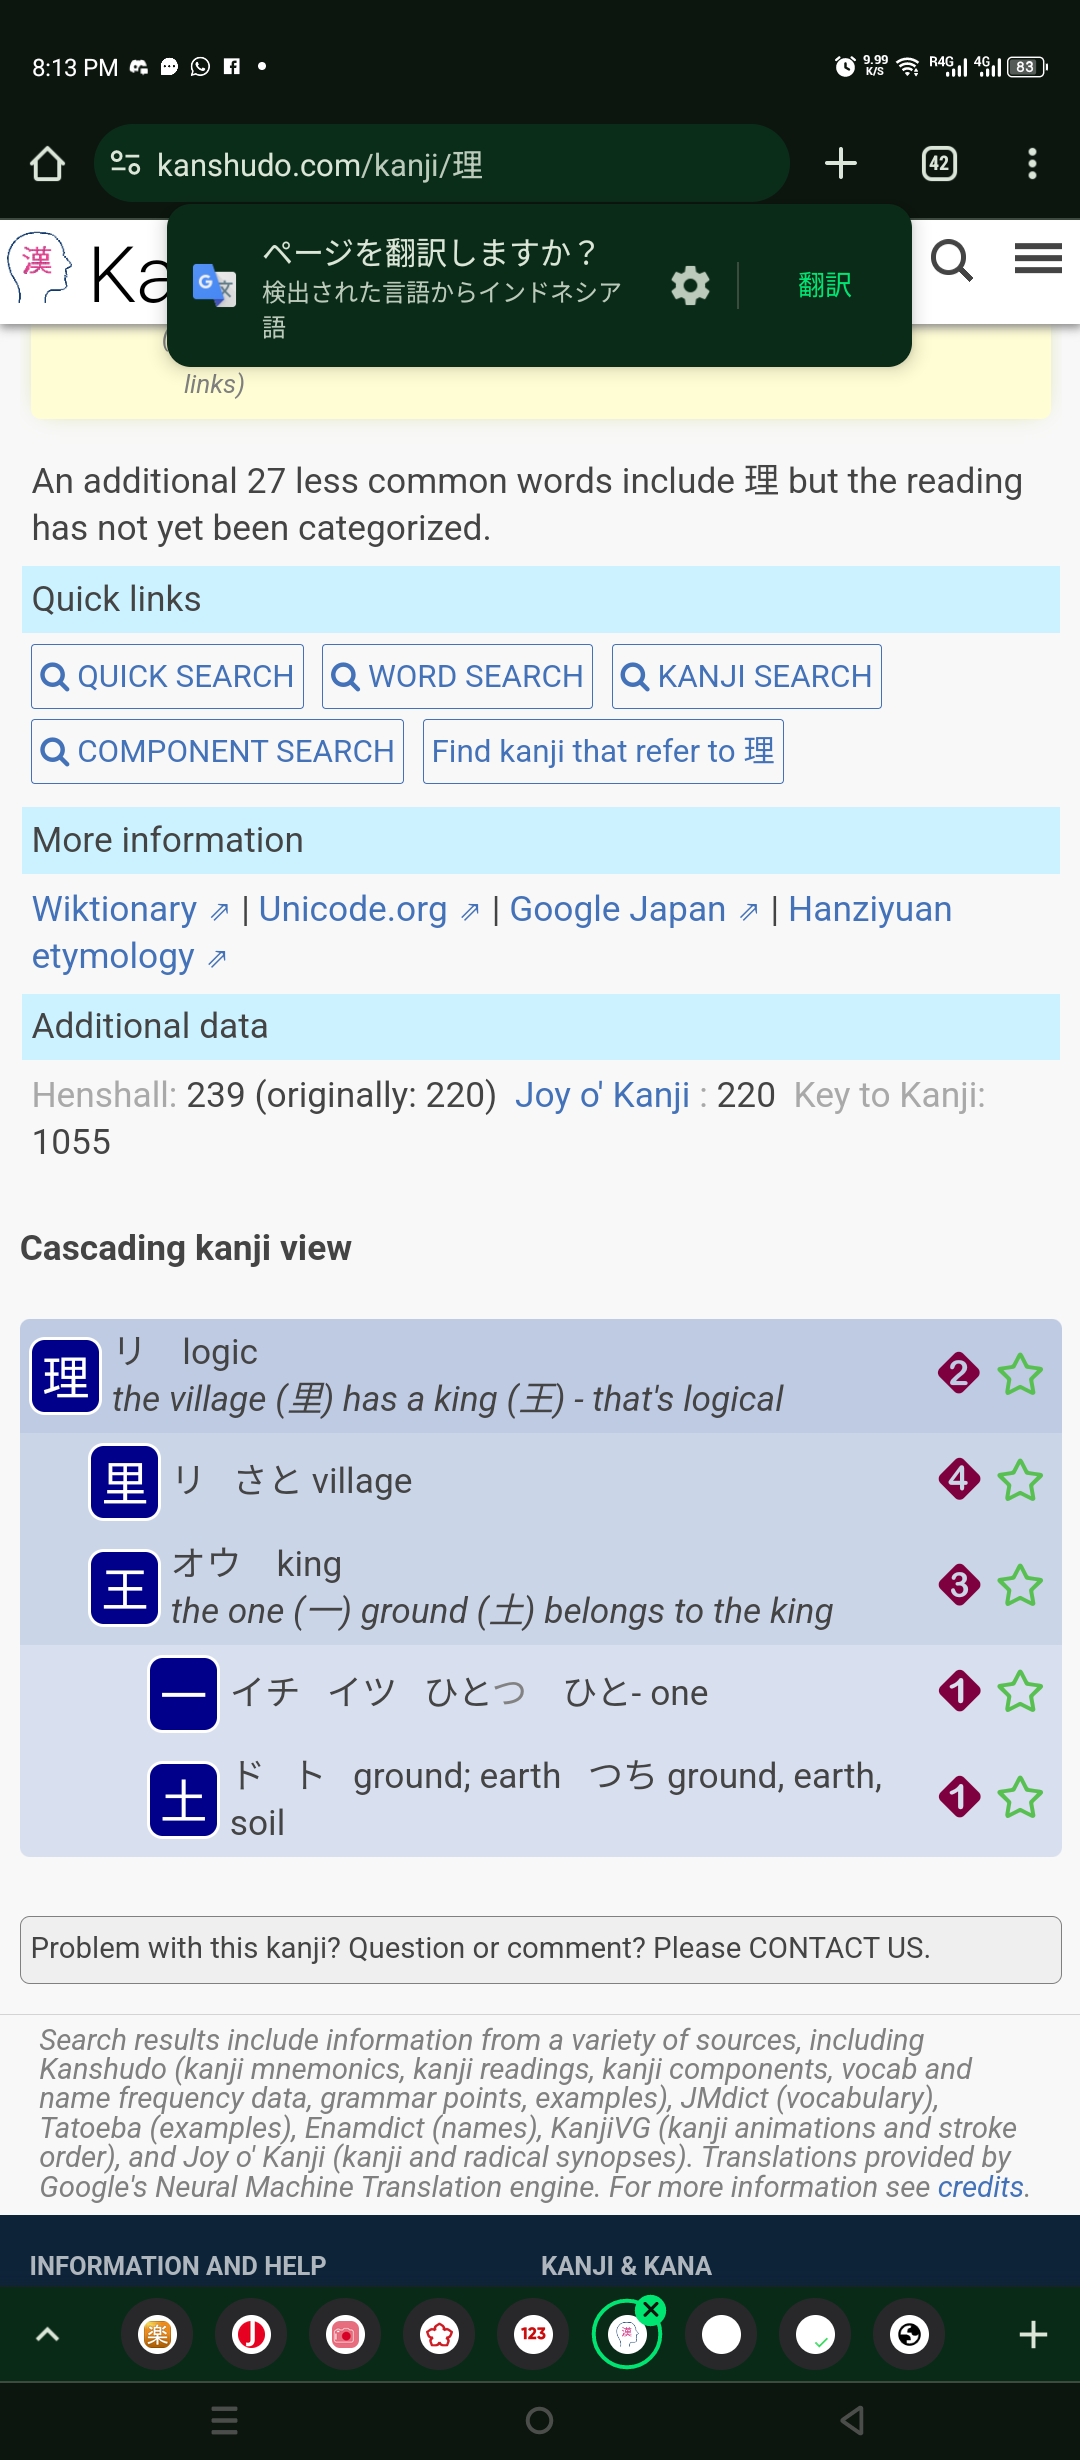 8:13 PM
9.99 K/S R4G 4G 83
kanshudo.com/kanji/理
42
漢 Ka
ページを翻訳しますか？
検出された言語からインドネシア
語
翻訳
links)
An additional 27 less common words include 理 but the reading
has not yet been categorized.
Quick links
QUICK SEARCH WORD SEARCH KANJI SEARCH
COMPONENT SEARCH Find kanji that refer to 理
More information
Wiktionary ⇗ | Unicode.org ⇗ | Google Japan ⇗ | Hanziyuan
etymology ⇗
Additional data
Henshall: 239 (originally: 220) Joy o' Kanji : 220 Key to Kanji:
1055
Cascading kanji view
理 リ logic 2
the village (里) has a king (王) - that's logical
里 リ さと village 4
王 オウ king 3
the one (一) ground (土) belongs to the king
一 イチ イツ ひとつ ひと- one 1
土 ド ト ground; earth つち ground, earth, 1
soil
Problem with this kanji? Question or comment? Please CONTACT US.
Search results include information from a variety of sources, including
Kanshudo (kanji mnemonics, kanji readings, kanji components, vocab and
name frequency data, grammar points, examples), JMdict (vocabulary),
Tatoeba (examples), Enamdict (names), KanjiVG (kanji animations and stroke
order), and Joy o' Kanji (kanji and radical synopses). Translations provided by
Google's Neural Machine Translation engine. For more information see credits.
INFORMATION AND HELP KANJI & KANA
楽 J 123 漢